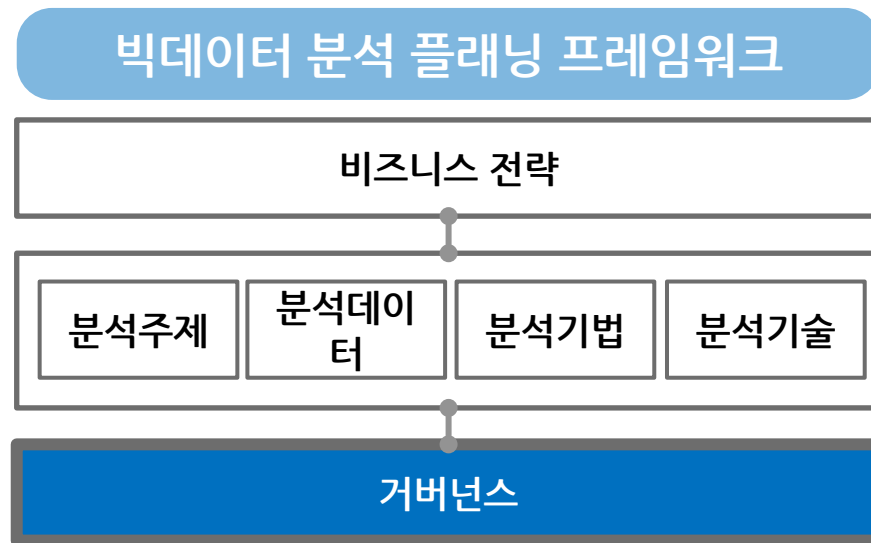 빅데이터 분석 플래닝 프레임워크
비즈니스 전략
분석주제
분석데이
터
분석기법
분석기술
거버넌스